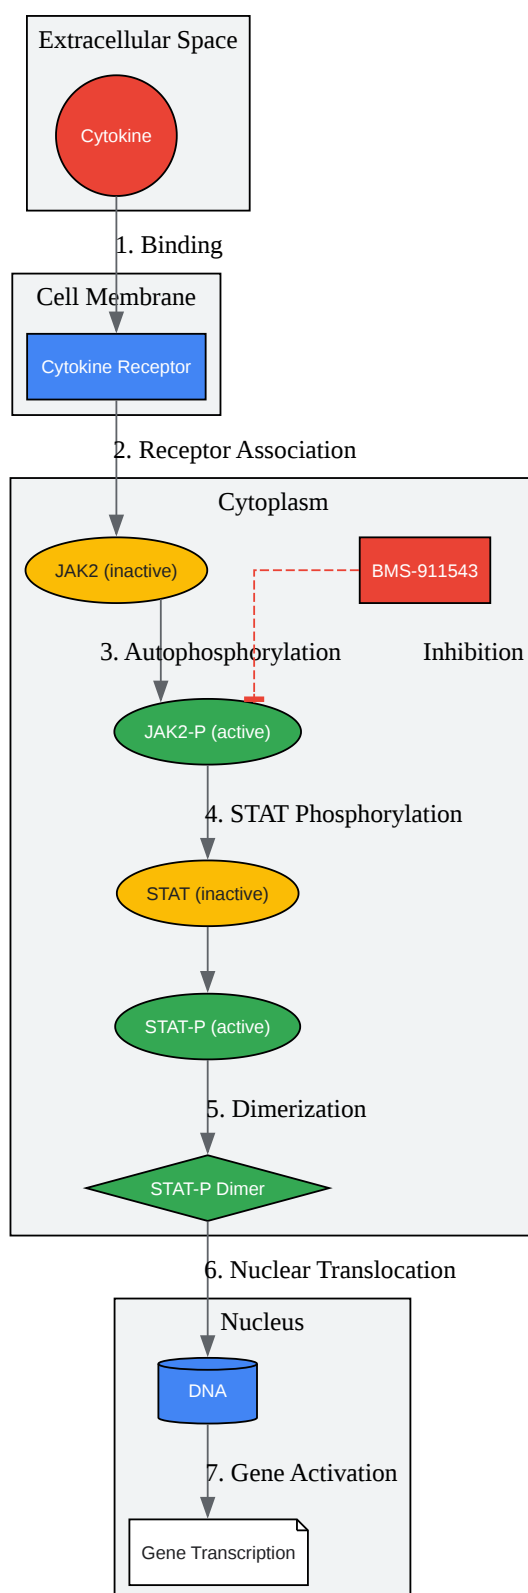 Extracellular Space
Cytokine
1. Binding
Cell Membrane
Cytokine Receptor
2. Receptor Association
Cytoplasm
JAK2 (inactive)
BMS-911543
3. Autophosphorylation
Inhibition
JAK2-P (active)
4. STAT Phosphorylation
STAT (inactive)
STAT-P (active)
5. Dimerization
STAT-P Dimer
6. Nuclear Translocation
Nucleus
DNA
7. Gene Activation
Gene Transcription